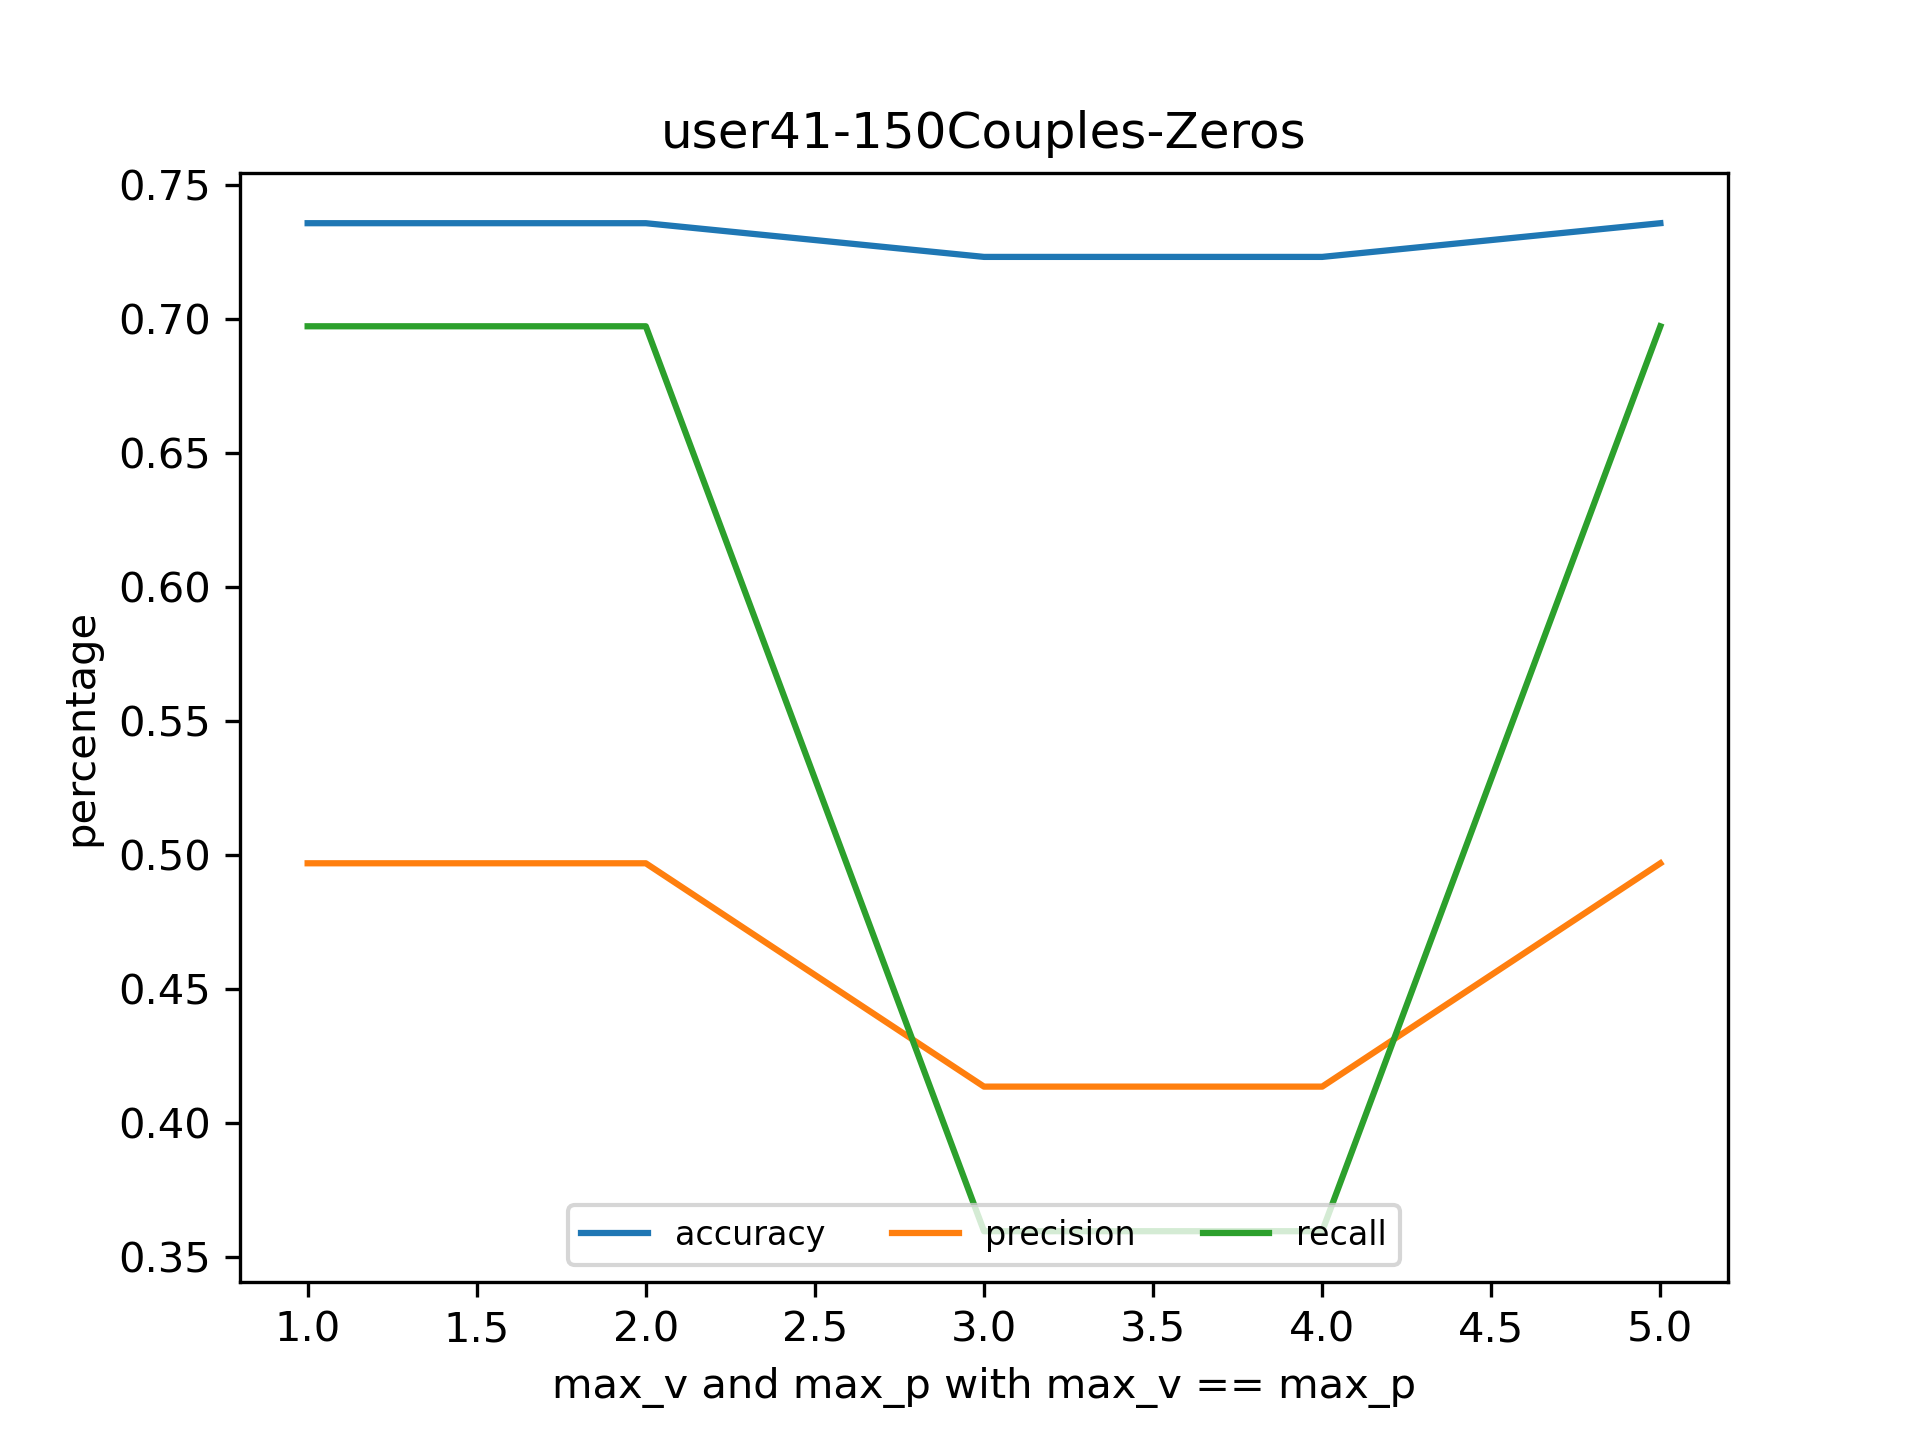 user41-150Couples-Zeros
0.75
0.70
0.65
0.60
0.55
0.50
0.45
0.40
0.35
percentage
accuracy precision recall
1.0 1.5 2.0 2.5 3.0 3.5 4.0 4.5 5.0
max_v and max_p with max_v == max_p